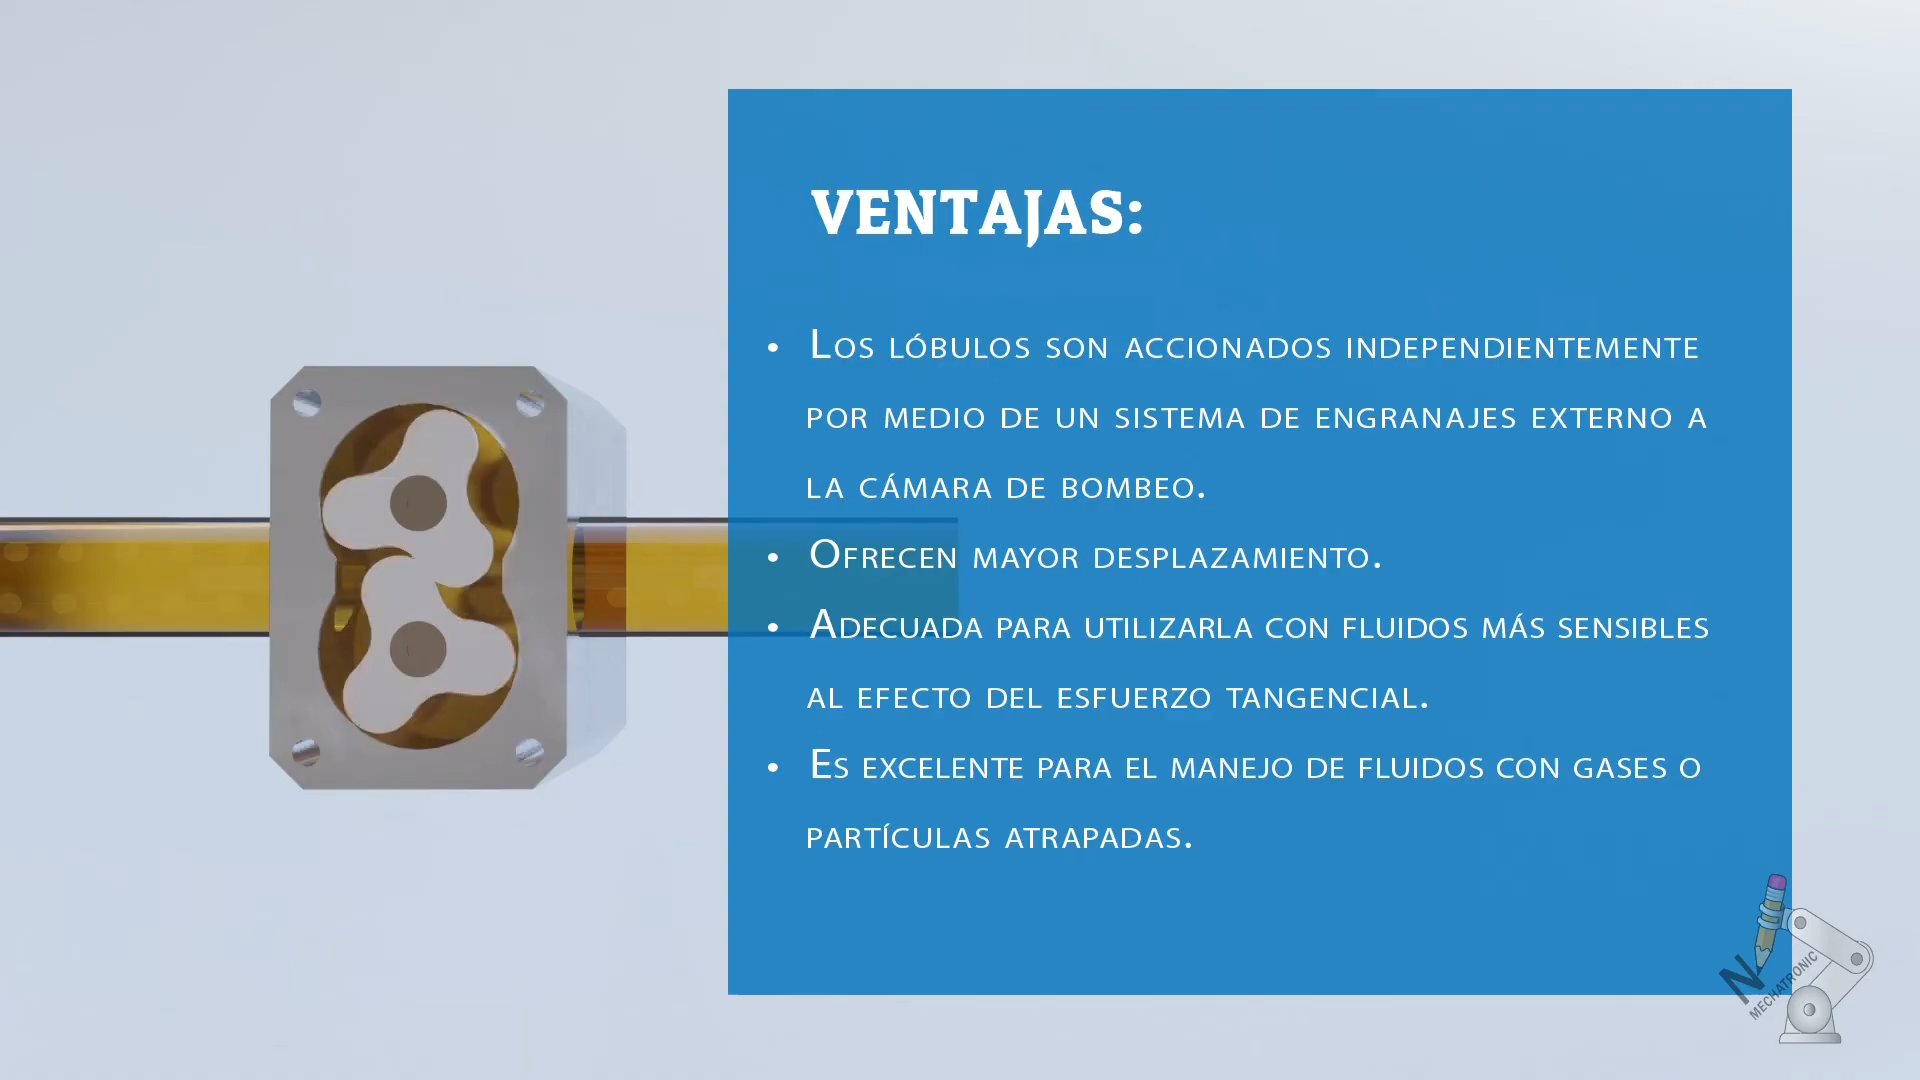 VENTAJAS:
• Los lóbulos son accionados independientemente
por medio de un sistema de engranajes externo a
la cámara de bombeo.
• Ofrecen mayor desplazamiento.
• Adecuada para utilizarla con fluidos más sensibles
al efecto del esfuerzo tangencial.
• Es excelente para el manejo de fluidos con gases o
partículas atrapadas.
N
MECHATRONIC